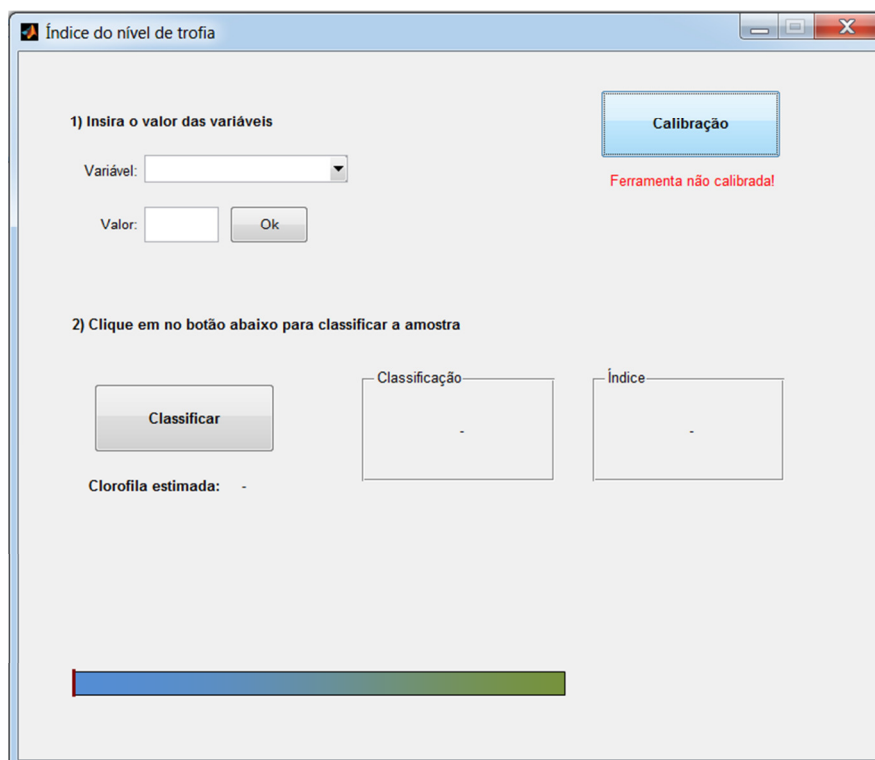 Índice do nível de trofia
1) Insira o valor das variáveis
Calibração
Variável:
Ferramenta não calibrada!
Valor:
Ok
2) Clique em no botão abaixo para classificar a amostra
Classificação
Índice
Classificar
-
-
Clorofila estimada: -